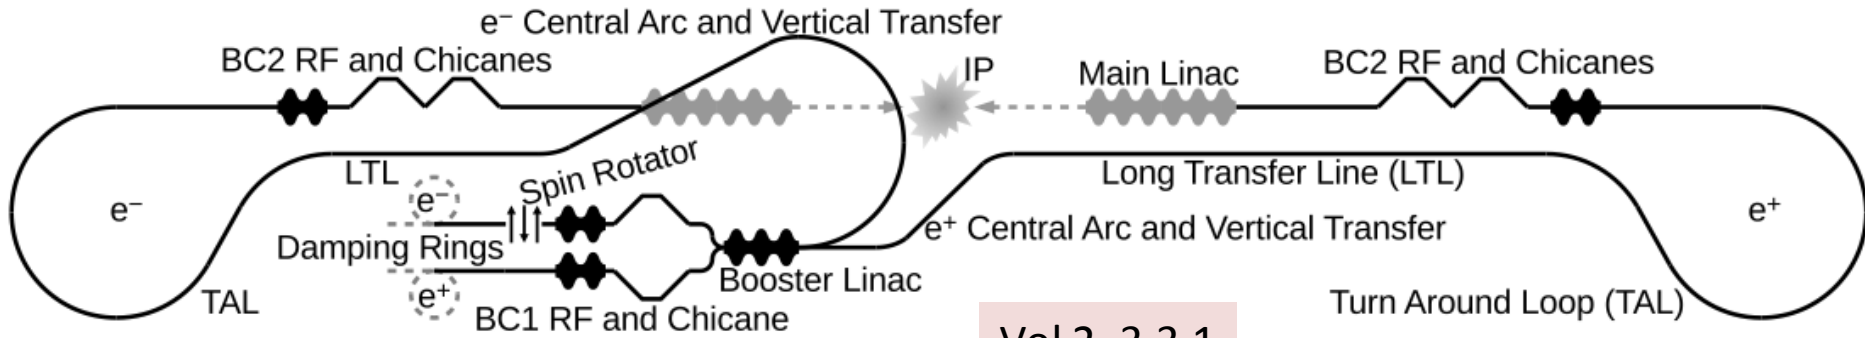 e⁻ Central Arc and Vertical Transfer
BC2 RF and Chicanes
IP
Main Linac
BC2 RF and Chicanes
LTL
Spin Rotator
Long Transfer Line (LTL)
e⁻
e⁻
e⁺
Damping Rings
e⁺ Central Arc and Vertical Transfer
e⁺
Booster Linac
TAL
BC1 RF and Chicane
Turn Around Loop (TAL)